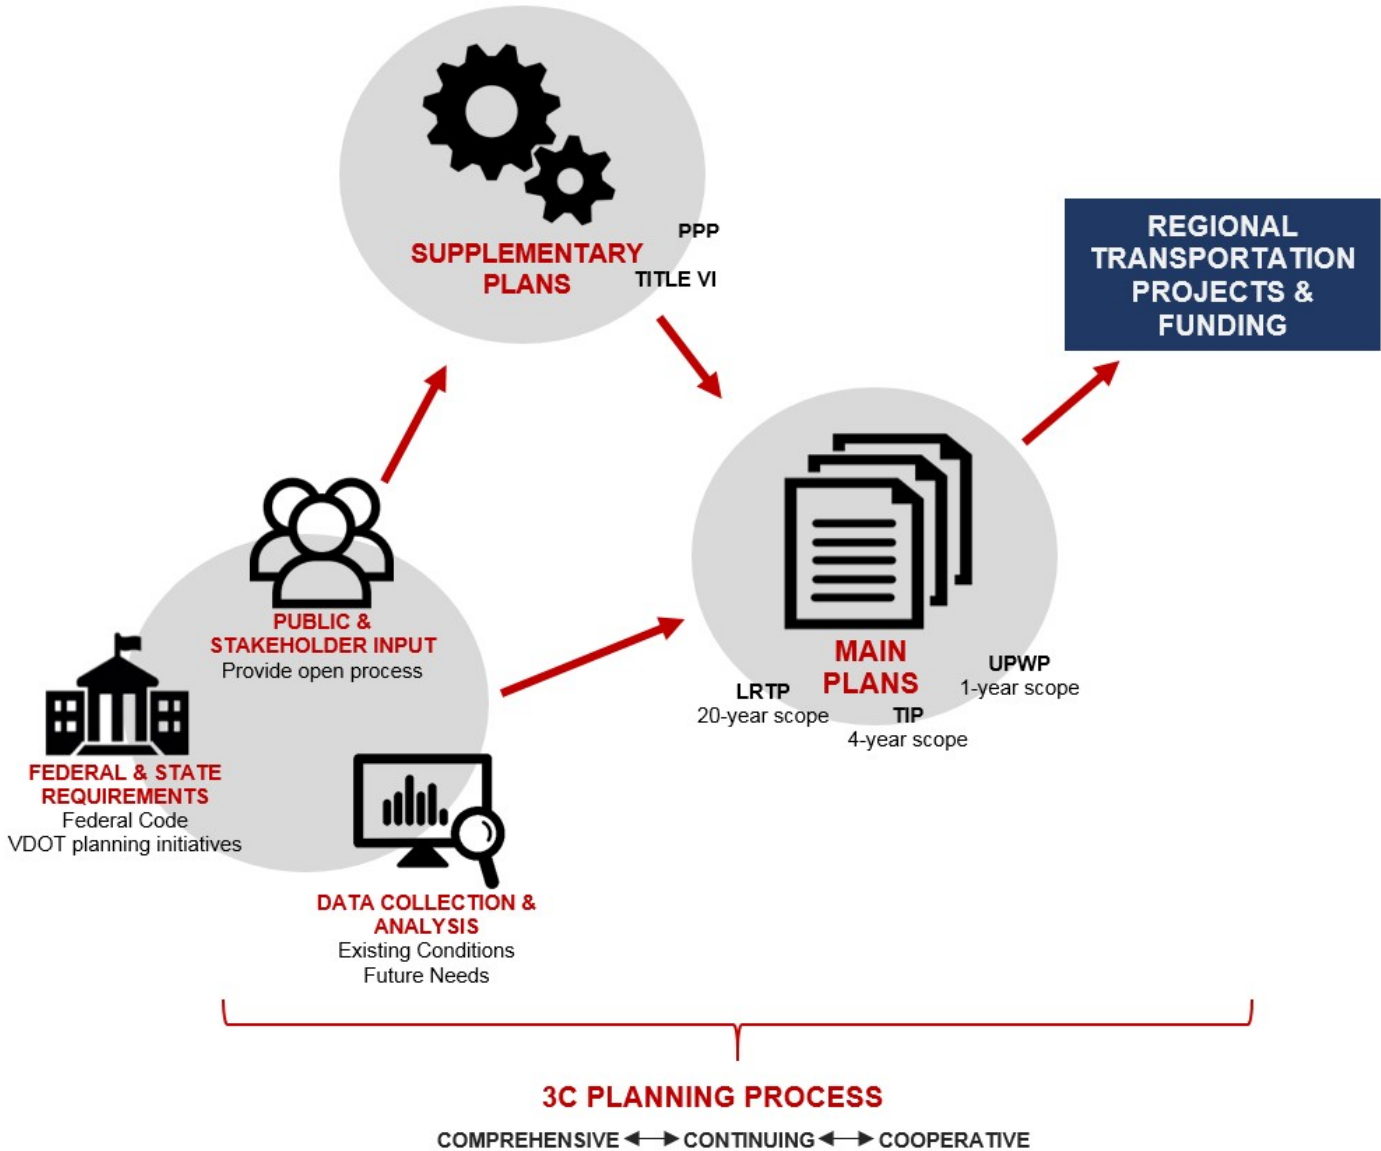 SUPPLEMENTARY
PLANS
PPP
TITLE VI
REGIONAL
TRANSPORTATION
PROJECTS &
FUNDING
PUBLIC &
STAKEHOLDER INPUT
Provide open process
FEDERAL & STATE
REQUIREMENTS
Federal Code
VDOT planning initiatives
DATA COLLECTION &
ANALYSIS
Existing Conditions
Future Needs
MAIN
PLANS
LRTP
20-year scope
TIP
4-year scope
UPWP
1-year scope
3C PLANNING PROCESS
COMPREHENSIVE CONTINUING COOPERATIVE